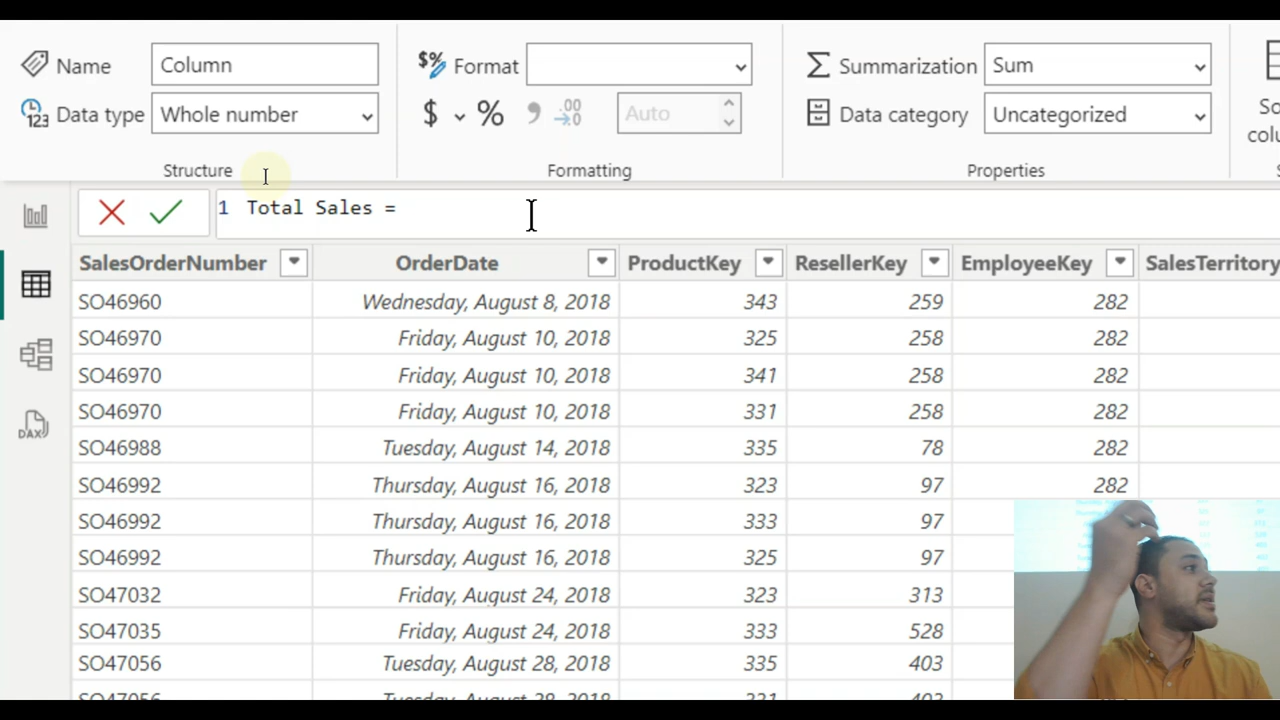 Name Column
Format
Summarization Sum
Data type Whole number
$ % , .00 →.0 Auto
Data category Uncategorized
Structure Formatting Properties
1 Total Sales =
SalesOrderNumber OrderDate ProductKey ResellerKey EmployeeKey SalesTerritory
SO46960 Wednesday, August 8, 2018 343 259 282
SO46970 Friday, August 10, 2018 325 258 282
SO46970 Friday, August 10, 2018 341 258 282
SO46970 Friday, August 10, 2018 331 258 282
SO46988 Tuesday, August 14, 2018 335 78 282
SO46992 Thursday, August 16, 2018 323 97 282
SO46992 Thursday, August 16, 2018 333 97
SO46992 Thursday, August 16, 2018 325 97
SO47032 Friday, August 24, 2018 323 313
SO47035 Friday, August 24, 2018 333 528
SO47056 Tuesday, August 28, 2018 335 403
DAX